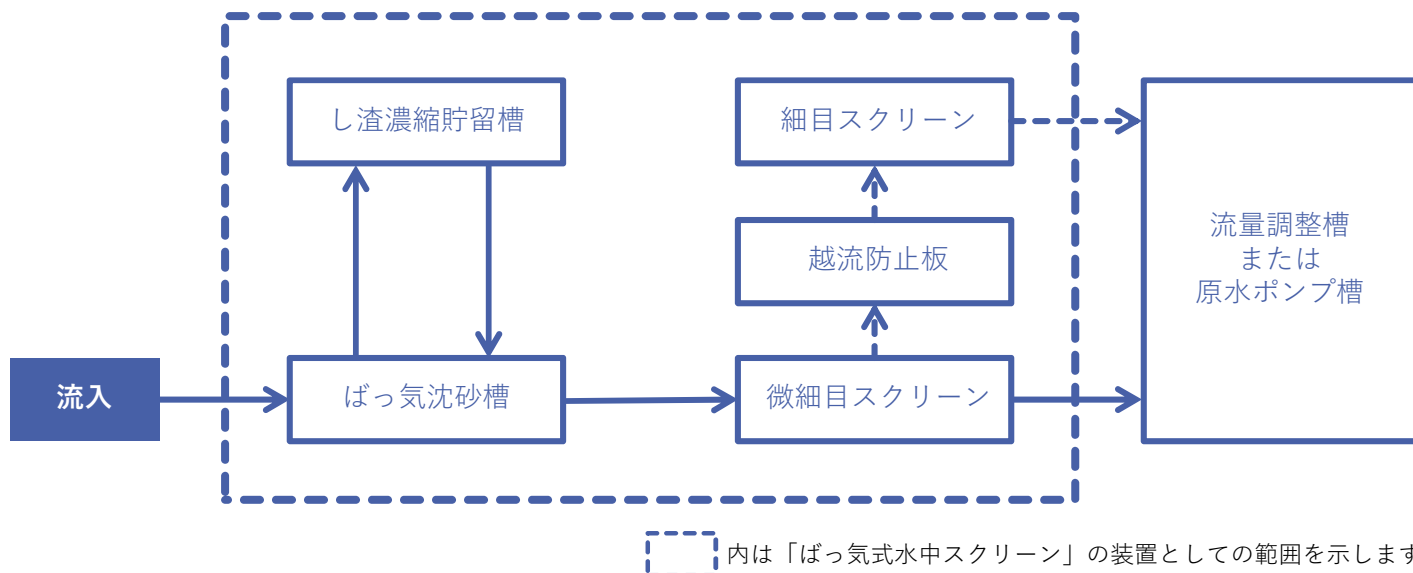 し渣濃縮貯留槽
細目スクリーン
越流防止板
流量調整槽
または
原水ポンプ槽
流入
ばっ気沈砂槽
微細目スクリーン
内は「ばっ気式水中スクリーン」の装置としての範囲を示します